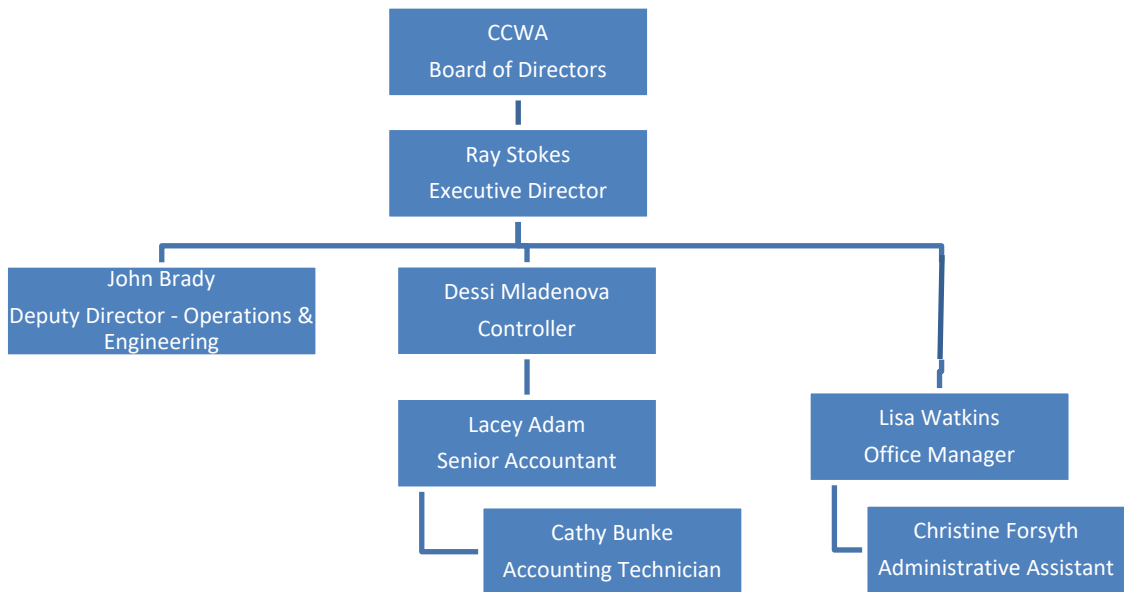 CCWA
Board of Directors
Ray Stokes
Executive Director
John Brady
Deputy Director - Operations &
Engineering
Dessi Mladenova
Controller
Lacey Adam
Senior Accountant
Lisa Watkins
Office Manager
Cathy Bunke
Accounting Technician
Christine Forsyth
Administrative Assistant